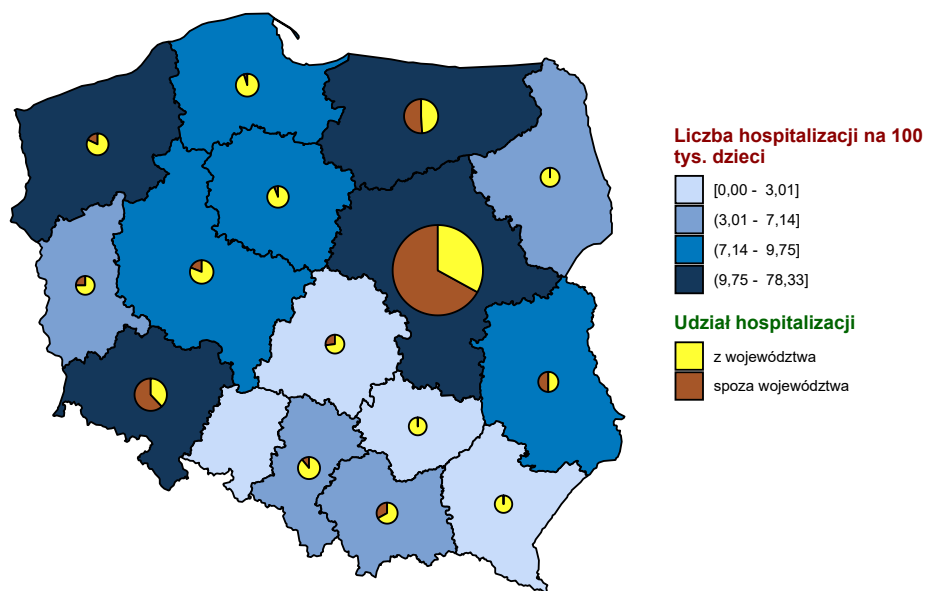 Liczba hospitalizacji na 100
tys. dzieci
[0,00 - 3,01]
(3,01 - 7,14]
(7,14 - 9,75]
(9,75 - 78,33]
Udział hospitalizacji
z województwa
spoza województwa